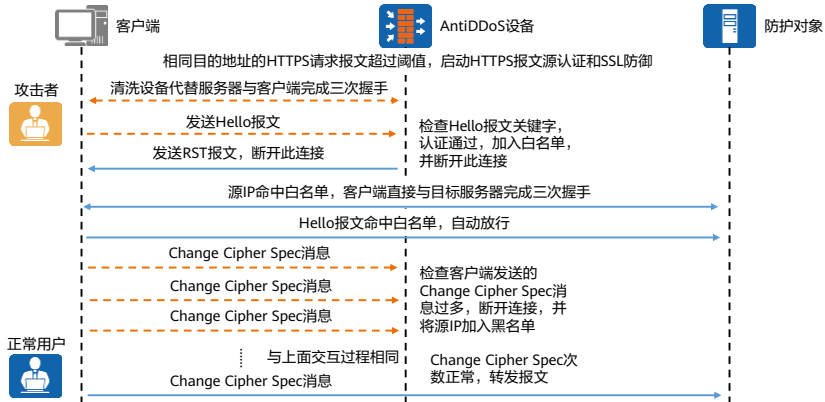 客户端
AntiDDoS设备
防护对象
相同目的地址的HTTPS请求报文超过阈值，启动HTTPS报文源认证和SSL防御
攻击者
清洗设备代替服务器与客户端完成三次握手
发送Hello报文
检查Hello报文关键字，
认证通过，加入白名单，
并断开此连接
发送RST报文，断开此连接
源IP命中白名单，客户端直接与目标服务器完成三次握手
Hello报文命中白名单，自动放行
Change Cipher Spec消息
Change Cipher Spec消息
Change Cipher Spec消息
检查客户端发送的
Change Cipher Spec消
息过多，断开连接，并
将源IP加入黑名单
正常用户
与上面交互过程相同
Change Cipher Spec次
数正常，转发报文
Change Cipher Spec消息